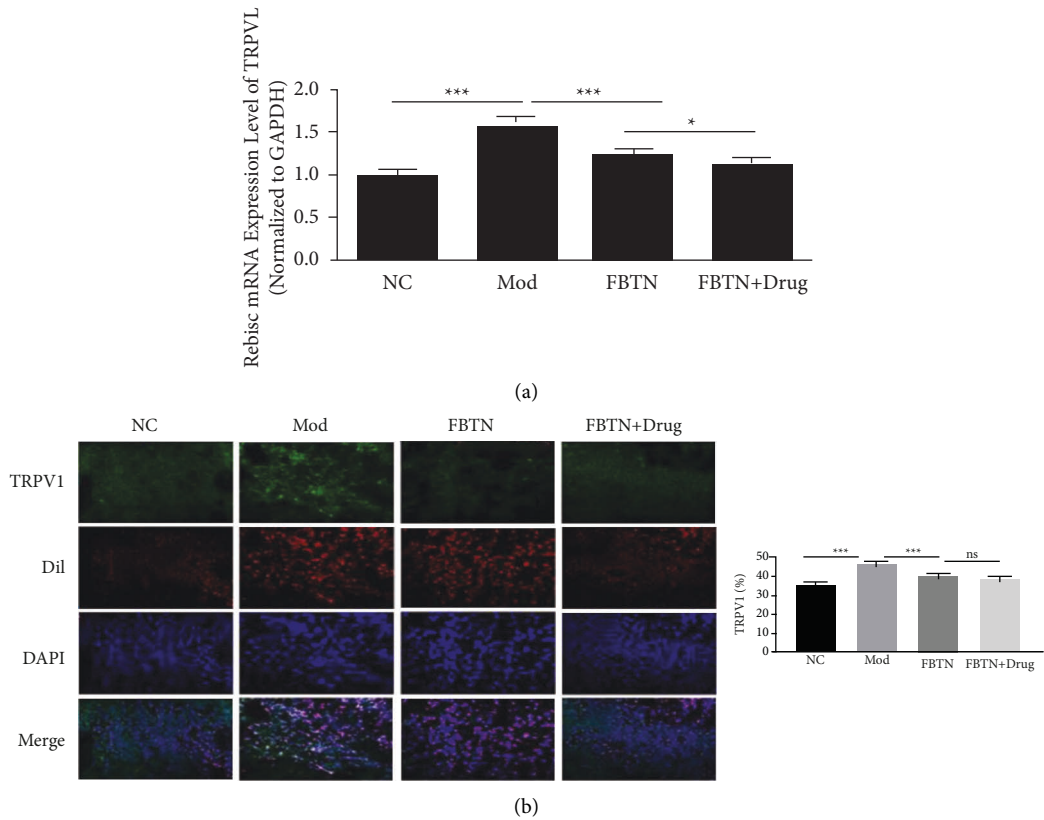 Rebisc mRNA Expression Level of TRPVL
(Normalized to GAPDH)
2.0
1.5
1.0
0.5
0.0
***
***
*
NC Mod FBTN FBTN+Drug
(a)
NC Mod FBTN FBTN+Drug
TRPV1
Dil
DAPI
Merge
TRPV1 (%)
50
40
30
20
10
0
*** *** ns
NC Mod FBTN FBTN+Drug
(b)